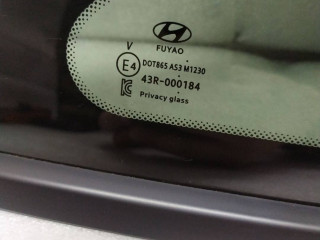 FUYAO
V
E4 DOT865 AS3 M1230
43R-000184
Privacy glass